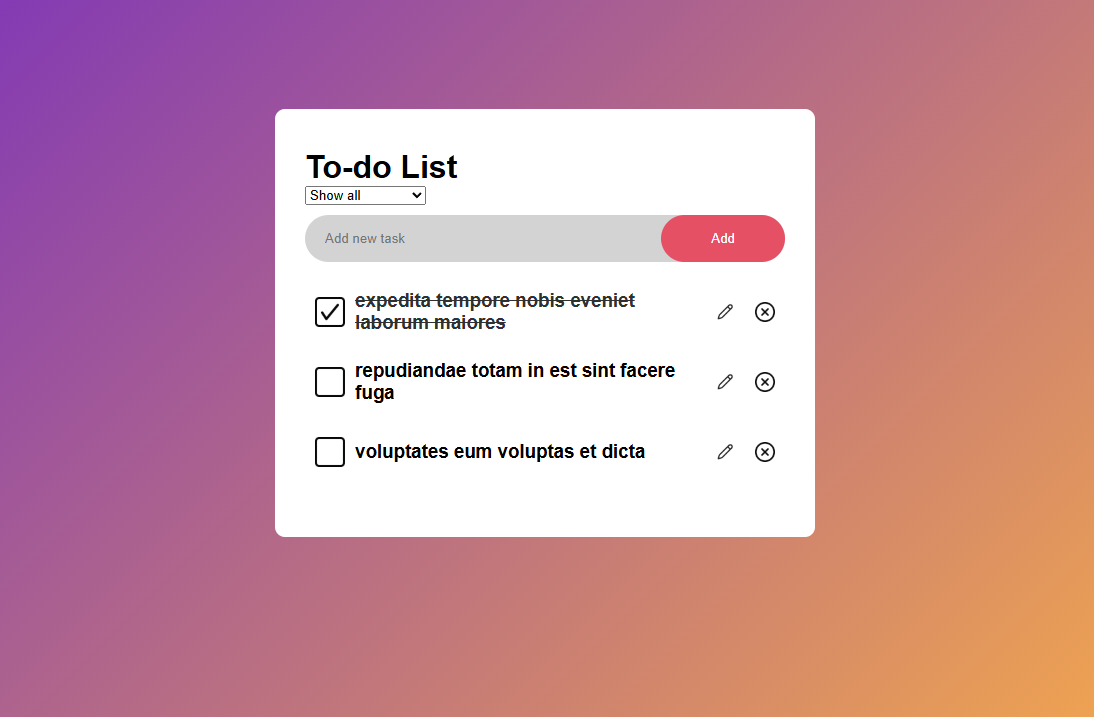 To-do List
Show all
Add new task
Add
expedita tempore nobis eveniet
laborum maiores
repudiandae totam in est sint facere
fuga
voluptates eum voluptas et dicta